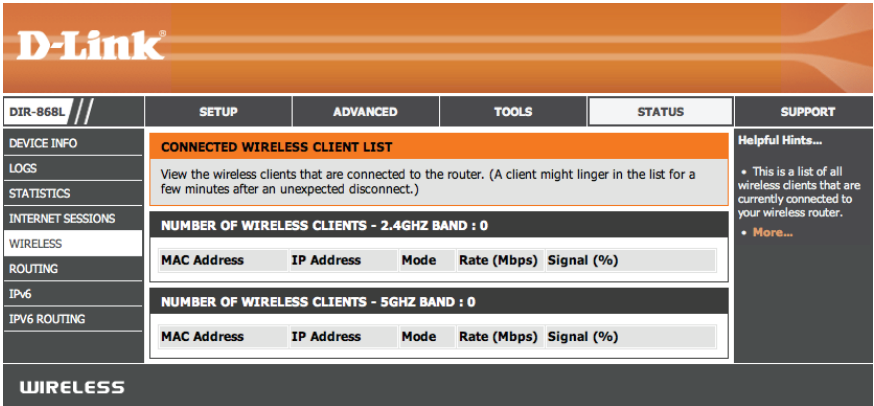 D-Link®
DIR-868L
SETUP
ADVANCED
TOOLS
STATUS
SUPPORT
DEVICE INFO
LOGS
STATISTICS
INTERNET SESSIONS
WIRELESS
ROUTING
IPv6
IPV6 ROUTING
CONNECTED WIRELESS CLIENT LIST
View the wireless clients that are connected to the router. (A client might linger in the list for a
few minutes after an unexpected disconnect.)
NUMBER OF WIRELESS CLIENTS - 2.4GHZ BAND : 0
MAC Address IP Address Mode Rate (Mbps) Signal (%)
NUMBER OF WIRELESS CLIENTS - 5GHZ BAND : 0
MAC Address IP Address Mode Rate (Mbps) Signal (%)
Helpful Hints...
• This is a list of all
wireless clients that are
currently connected to
your wireless router.
• More...
WIRELESS